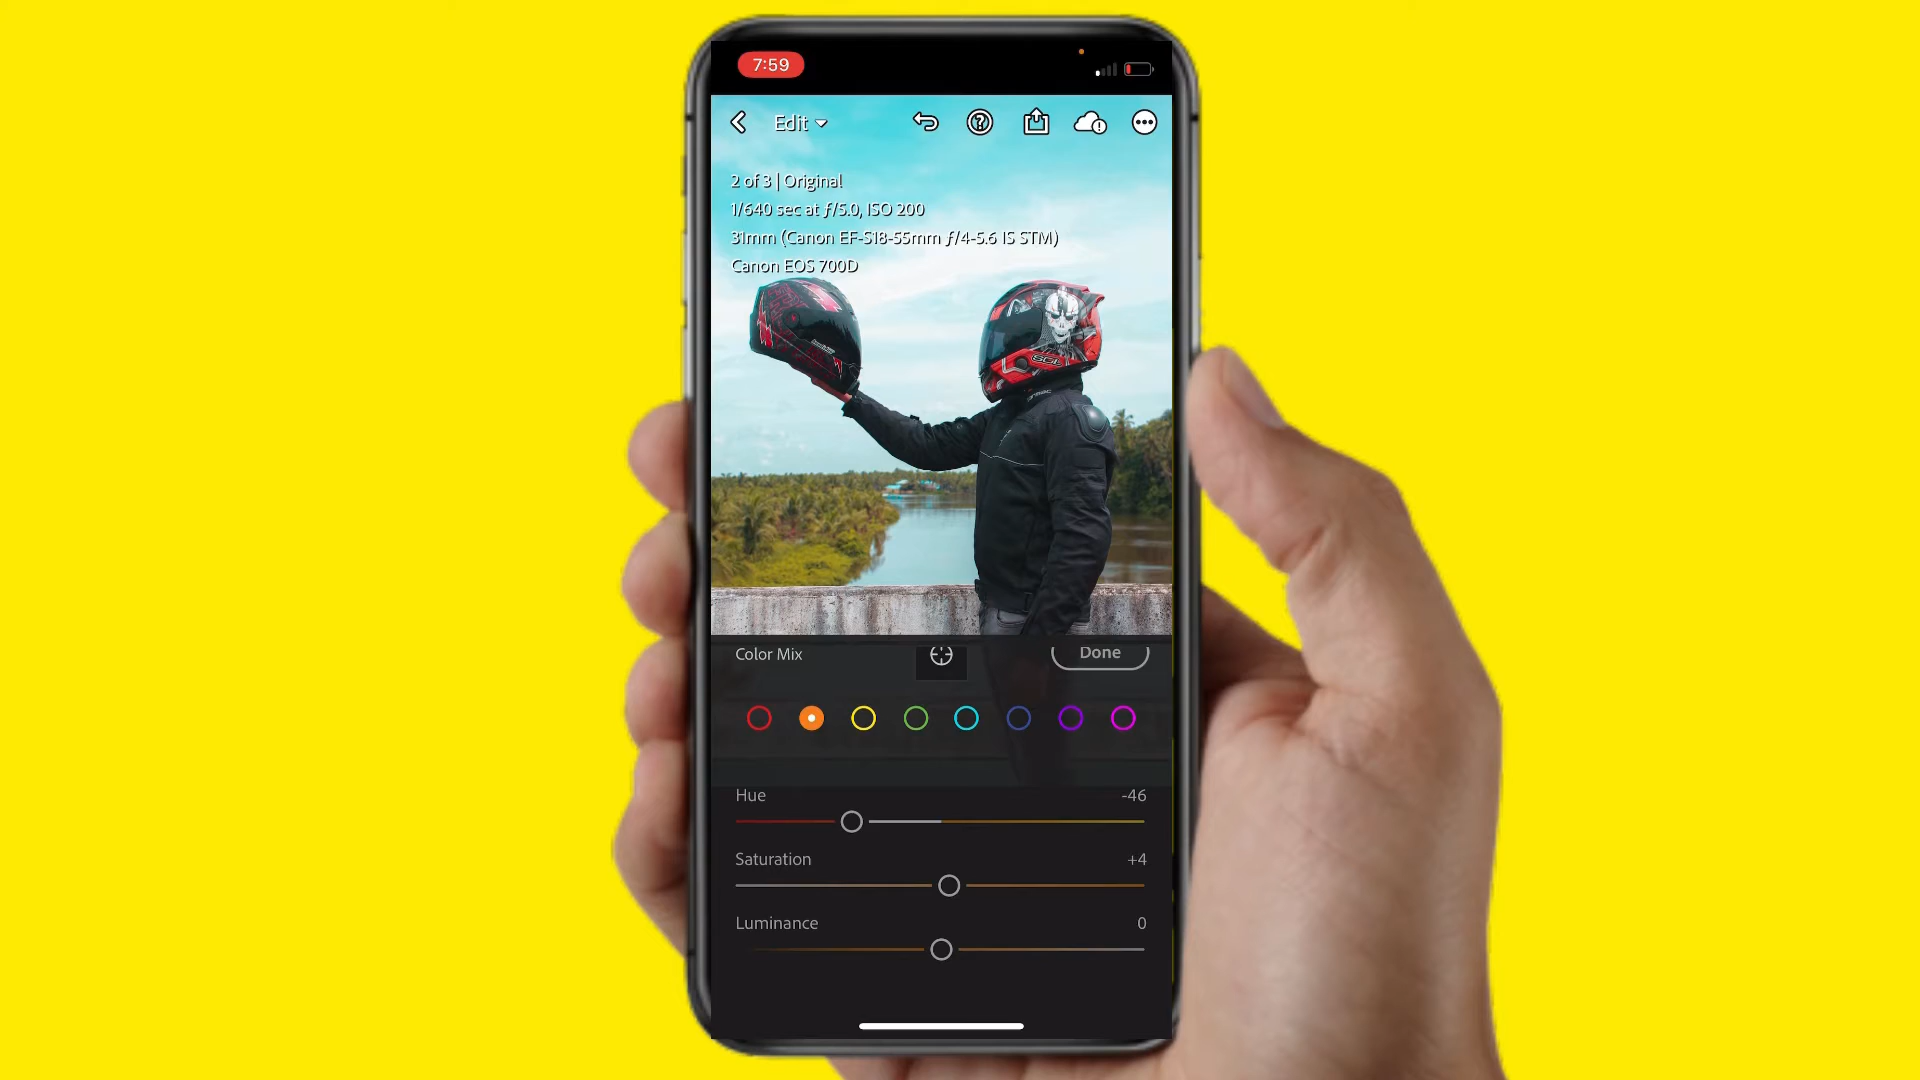 7:59
Edit
2 of 3 | Original
1/640 sec at ƒ/5.0, ISO 200
31mm (Canon EF-S18-55mm ƒ/4-5.6 IS STM)
Canon EOS 700D
Color Mix
Done
Hue -46
Saturation +4
Luminance 0